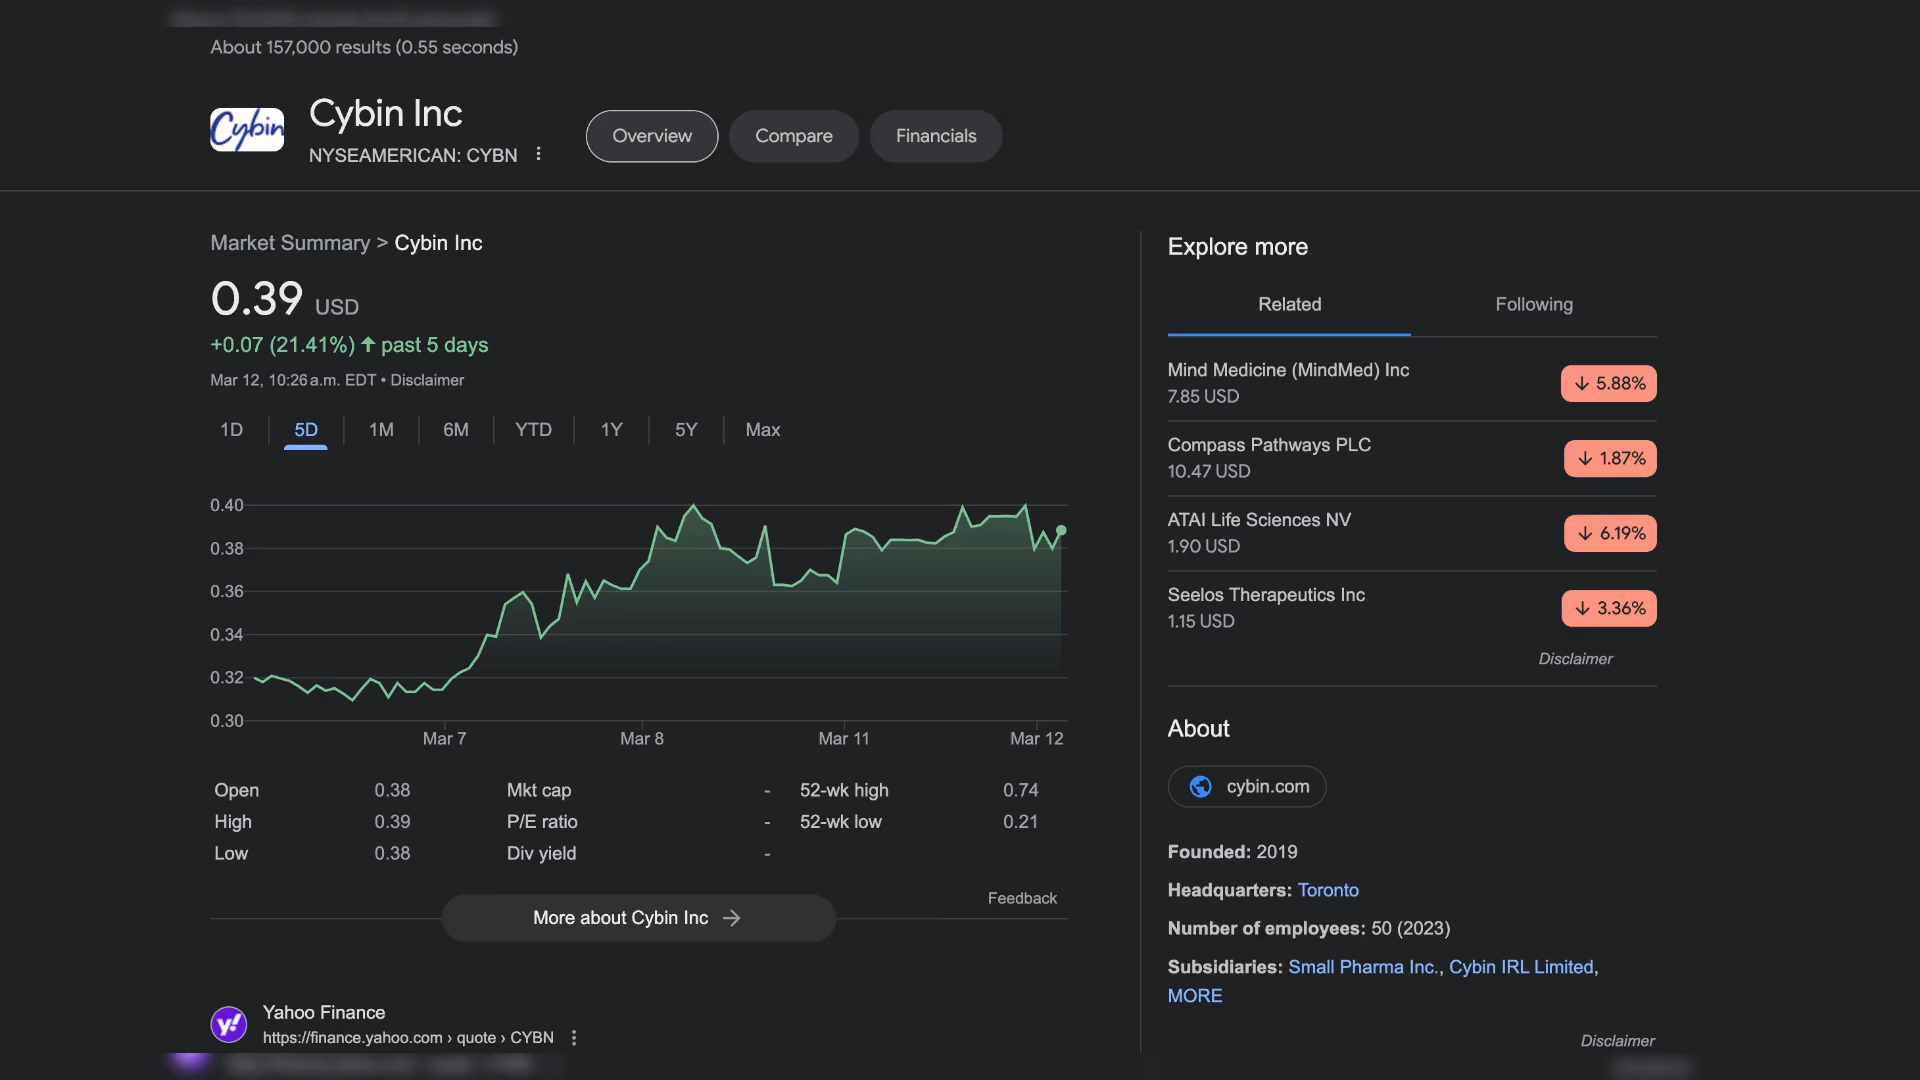 About 157,000 results (0.55 seconds)
Cybin
Cybin Inc
NYSEAMERICAN: CYBN
Overview
Compare
Financials
Market Summary > Cybin Inc
0.39 USD
+0.07 (21.41%) ↑ past 5 days
Mar 12, 10:26 a.m. EDT • Disclaimer
1D 5D 1M 6M YTD 1Y 5Y Max
0.40
0.38
0.36
0.34
0.32
0.30
Mar 7 Mar 8 Mar 11 Mar 12
Open 0.38 Mkt cap - 52-wk high 0.74
High 0.39 P/E ratio - 52-wk low 0.21
Low 0.38 Div yield -
Feedback
More about Cybin Inc →
y!
Yahoo Finance
https://finance.yahoo.com › quote › CYBN
Explore more
Related Following
Mind Medicine (MindMed) Inc
7.85 USD
↓ 5.88%
Compass Pathways PLC
10.47 USD
↓ 1.87%
ATAI Life Sciences NV
1.90 USD
↓ 6.19%
Seelos Therapeutics Inc
1.15 USD
↓ 3.36%
Disclaimer
About
cybin.com
Founded: 2019
Headquarters: Toronto
Number of employees: 50 (2023)
Subsidiaries: Small Pharma Inc., Cybin IRL Limited,
MORE
Disclaimer